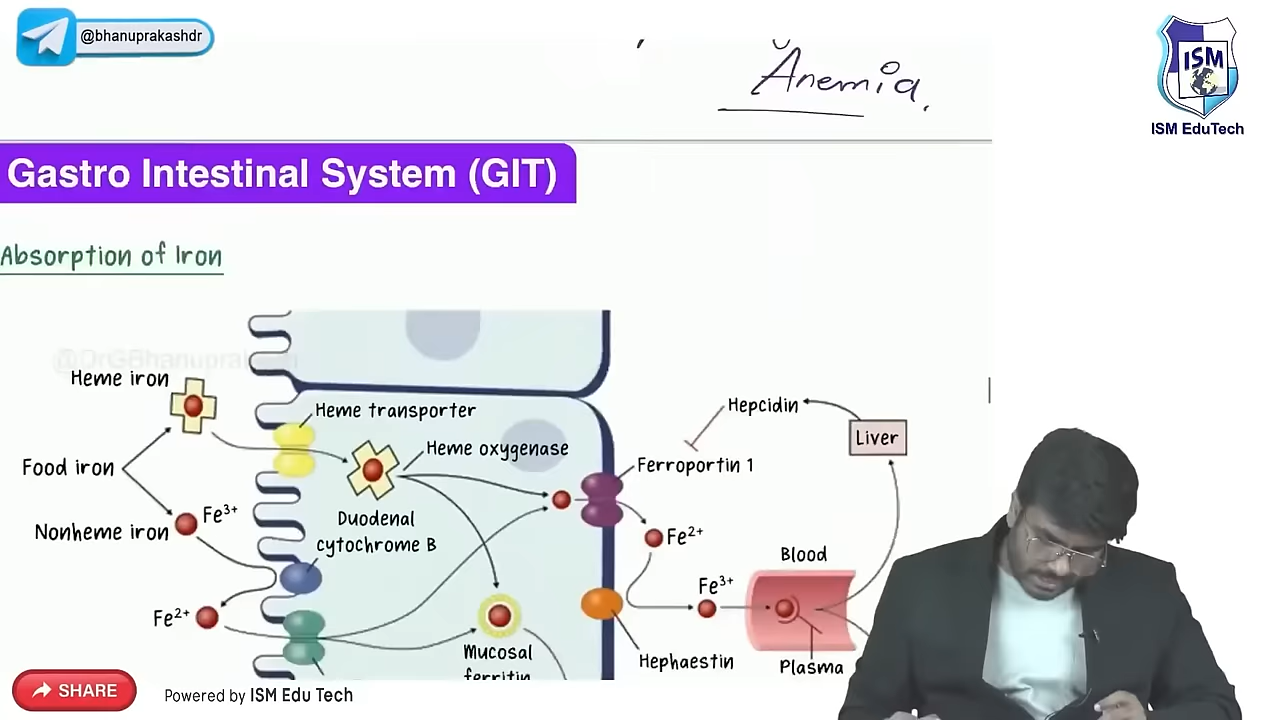 @bhanuprakashdr
Anemia.
ISM
ISM EduTech
Gastro Intestinal System (GIT)
Absorption of Iron
Heme iron
Heme transporter
Hepcidin
Liver
Heme oxygenase
Food iron
Ferroportin 1
Fe³⁺
Duodenal
cytochrome B
Nonheme iron
Fe²⁺
Blood
Fe³⁺
Fe²⁺
Mucosal
ferritin
Hephaestin
Plasma
SHARE
Powered by ISM Edu Tech